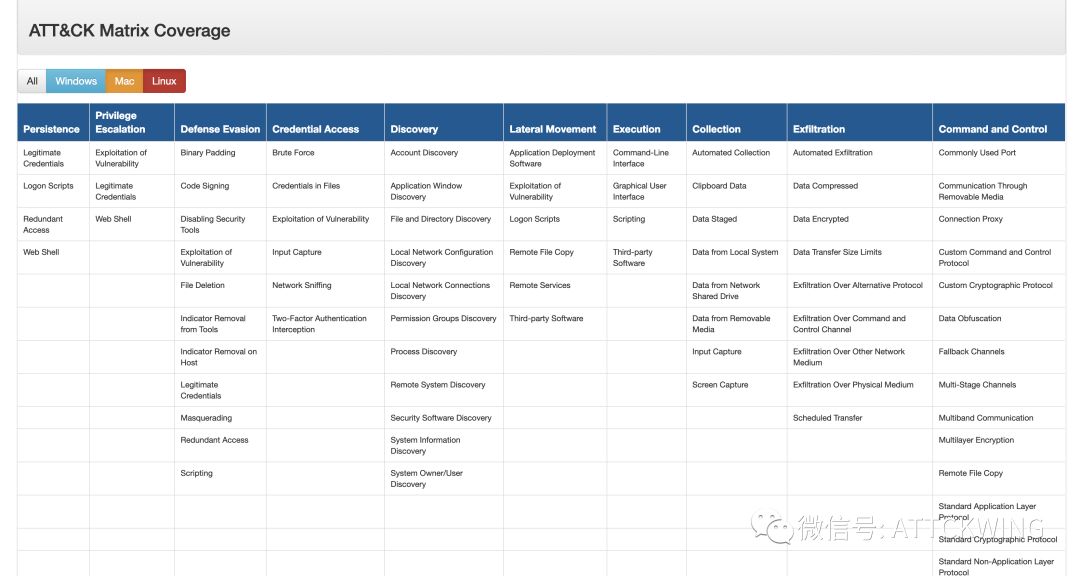 ATT&CK Matrix Coverage
All Windows Mac Linux
Persistence
Privilege
Escalation
Defense Evasion
Credential Access
Discovery
Lateral Movement
Execution
Collection
Exfiltration
Command and Control
Legitimate
Credentials
Exploitation of
Vulnerability
Binary Padding
Brute Force
Account Discovery
Application Deployment
Software
Command-Line
Interface
Automated Collection
Automated Exfiltration
Commonly Used Port
Logon Scripts
Legitimate
Credentials
Code Signing
Credentials in Files
Application Window
Discovery
Exploitation of
Vulnerability
Graphical User
Interface
Clipboard Data
Data Compressed
Communication Through
Removable Media
Redundant
Access
Web Shell
Disabling Security
Tools
Exploitation of Vulnerability
File and Directory Discovery
Logon Scripts
Scripting
Data Staged
Data Encrypted
Connection Proxy
Web Shell
Exploitation of
Vulnerability
Input Capture
Local Network Configuration
Discovery
Remote File Copy
Third-party
Software
Data from Local System
Data Transfer Size Limits
Custom Command and Control
Protocol
File Deletion
Network Sniffing
Local Network Connections
Discovery
Remote Services
Data from Network
Shared Drive
Exfiltration Over Alternative Protocol
Custom Cryptographic Protocol
Indicator Removal
from Tools
Two-Factor Authentication
Interception
Permission Groups Discovery
Third-party Software
Data from Removable
Media
Exfiltration Over Command and
Control Channel
Data Obfuscation
Indicator Removal on
Host
Process Discovery
Input Capture
Exfiltration Over Other Network
Medium
Fallback Channels
Legitimate
Credentials
Remote System Discovery
Screen Capture
Exfiltration Over Physical Medium
Multi-Stage Channels
Masquerading
Security Software Discovery
Scheduled Transfer
Multiband Communication
Redundant Access
System Information
Discovery
Multilayer Encryption
Scripting
System Owner/User
Discovery
Remote File Copy
Standard Application Layer
Protocol
Standard Cryptographic Protocol
Standard Non-Application Layer
Protocol
微信号: ATTCKWING